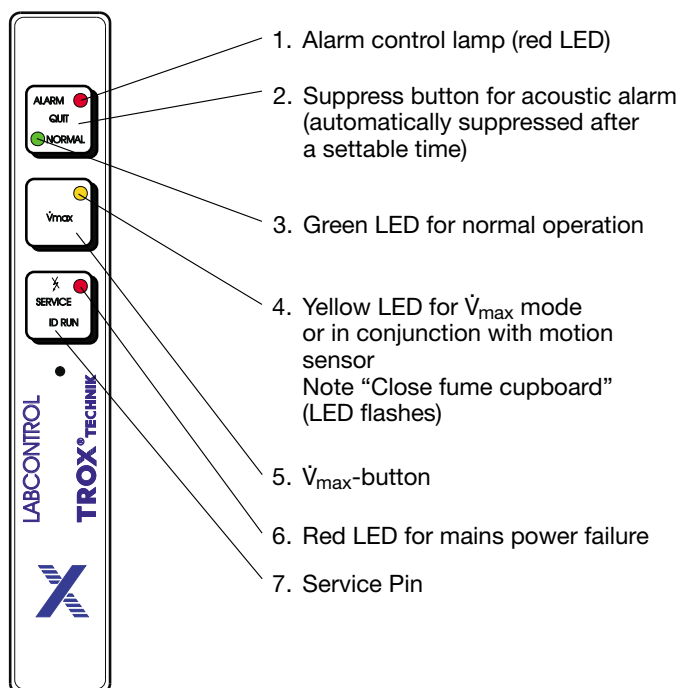 1. Alarm control lamp (red LED)
2. Suppress button for acoustic alarm
(automatically suppressed after
a settable time)
3. Green LED for normal operation
4. Yellow LED for V̇max mode
or in conjunction with motion
sensor
Note “Close fume cupboard”
(LED flashes)
5. V̇max-button
6. Red LED for mains power failure
7. Service Pin
ALARM
QUIT
NORMAL
V̇max
SERVICE
ID RUN
LABCONTROL
TROX® TECHNIK